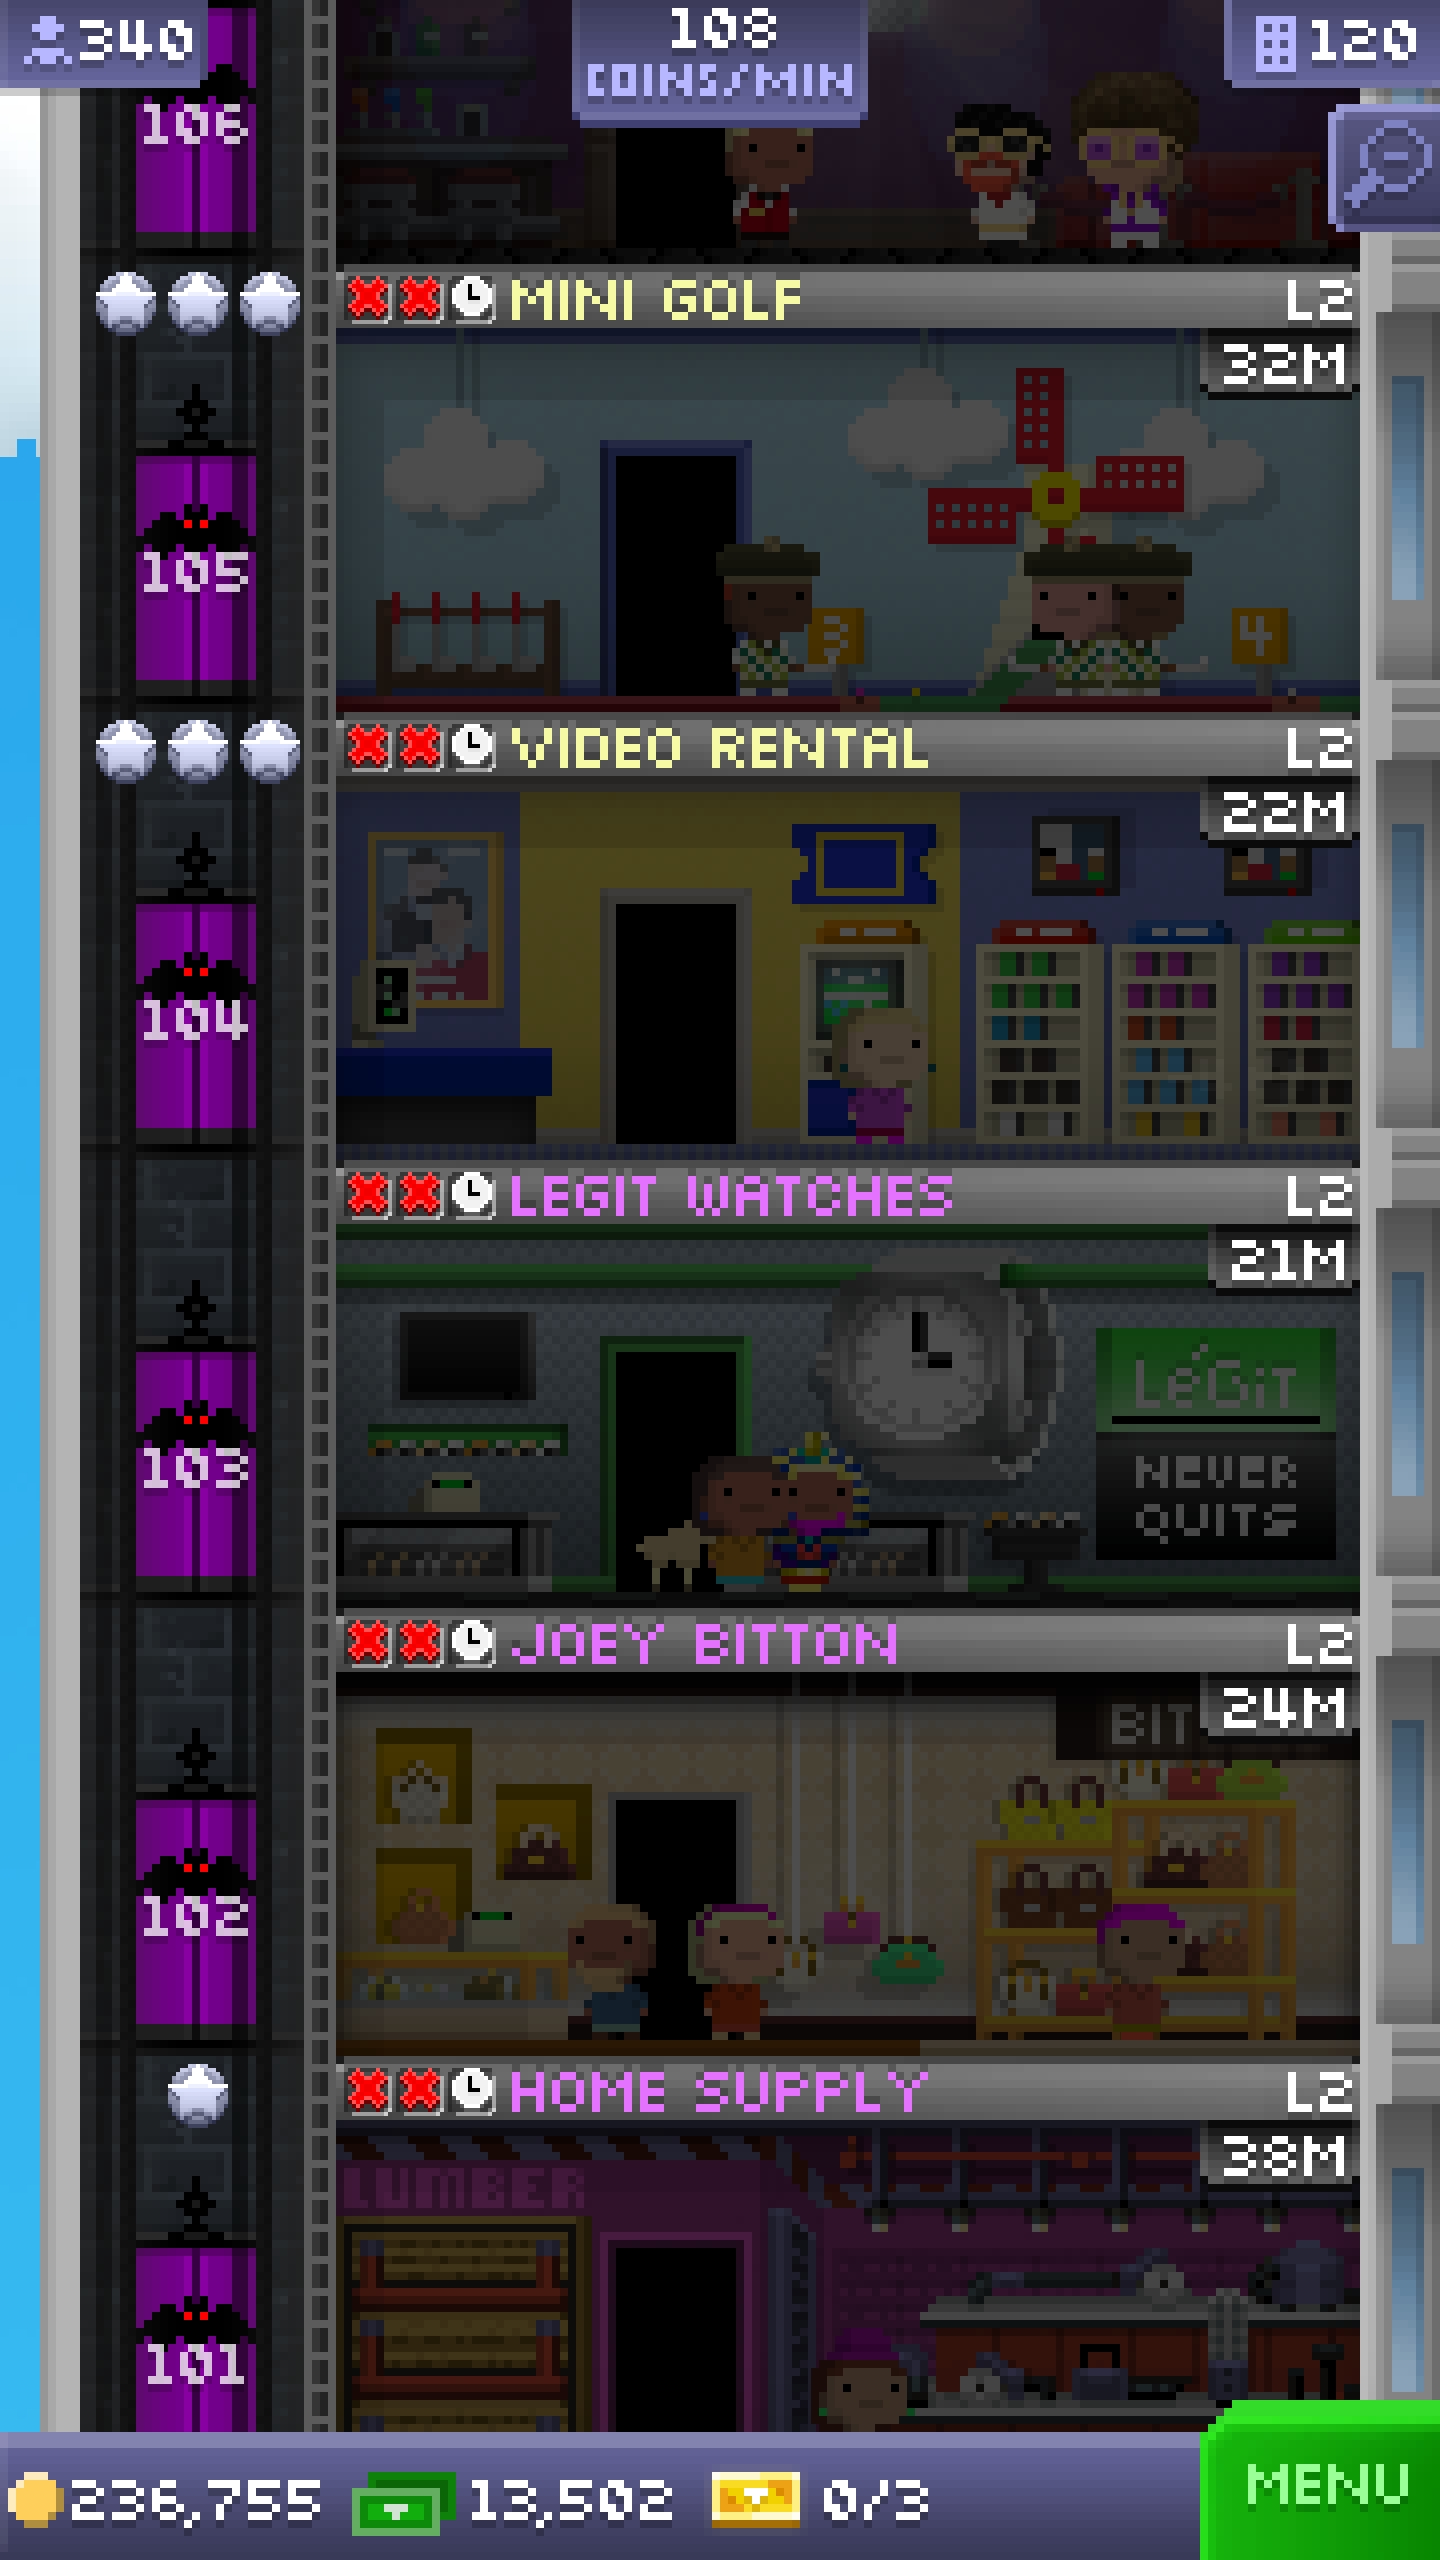 340
108
COINS/MIN
120
106
MINI GOLF L2
32M
105
3
4
VIDEO RENTAL L2
22M
104
LEGIT WATCHES L2
21M
LéGiT
NEVER
QUITS
103
JOEY BITTON L2
24M
BIT
102
HOME SUPPLY L2
38M
LUMBER
101
236,755 13,502 0/3 MENU